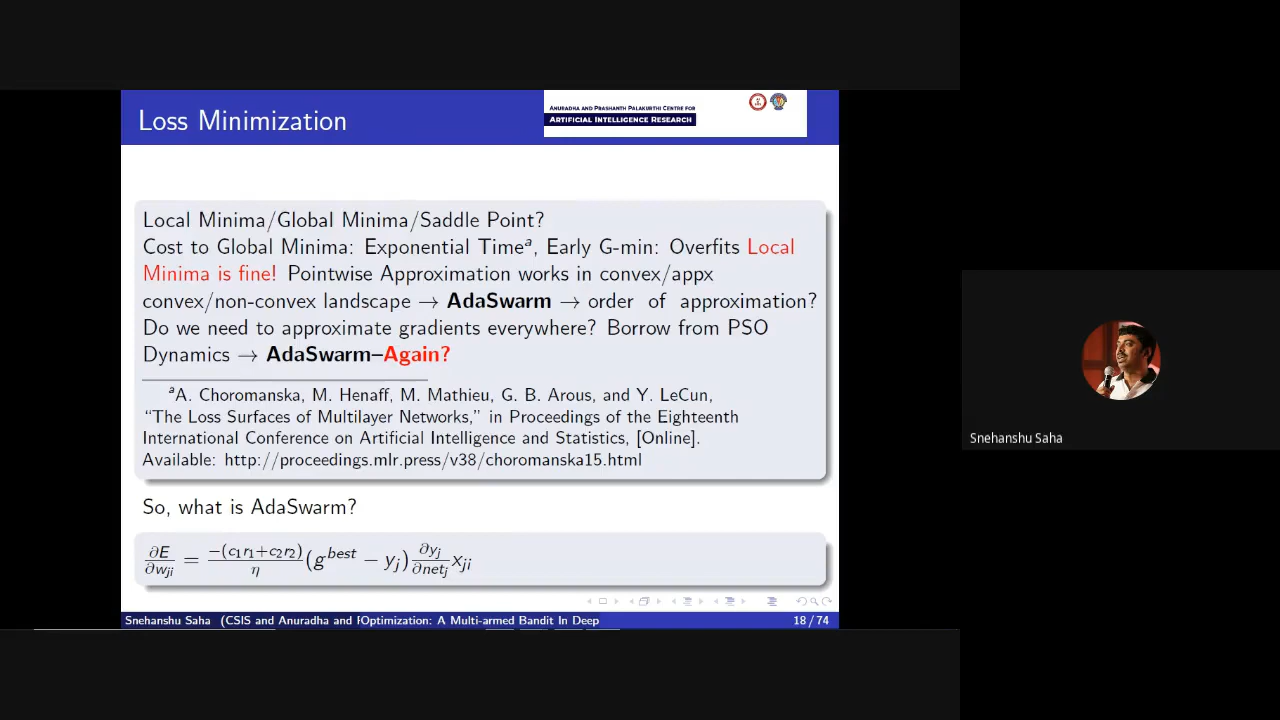 Loss Minimization
ANURADHA AND PRASHANTH PALAKURTHI CENTRE FOR
ARTIFICIAL INTELLIGENCE RESEARCH
Local Minima/Global Minima/Saddle Point?
Cost to Global Minima: Exponential Timeᵃ, Early G-min: Overfits Local
Minima is fine! Pointwise Approximation works in convex/appx
convex/non-convex landscape → AdaSwarm → order of approximation?
Do we need to approximate gradients everywhere? Borrow from PSO
Dynamics → AdaSwarm–Again?
ᵃA. Choromanska, M. Henaff, M. Mathieu, G. B. Arous, and Y. LeCun,
“The Loss Surfaces of Multilayer Networks,” in Proceedings of the Eighteenth
International Conference on Artificial Intelligence and Statistics, [Online].
Available: http://proceedings.mlr.press/v38/choromanska15.html
So, what is AdaSwarm?
∂E/∂w_ji = −(c₁r₁+c₂r₂)/η (g^best − y_j) ∂y_j/∂net_j x_ji
Snehanshu Saha (CSIS and Anuradha and POptimization: A Multi-armed Bandit In Deep 18 / 74
Snehanshu Saha